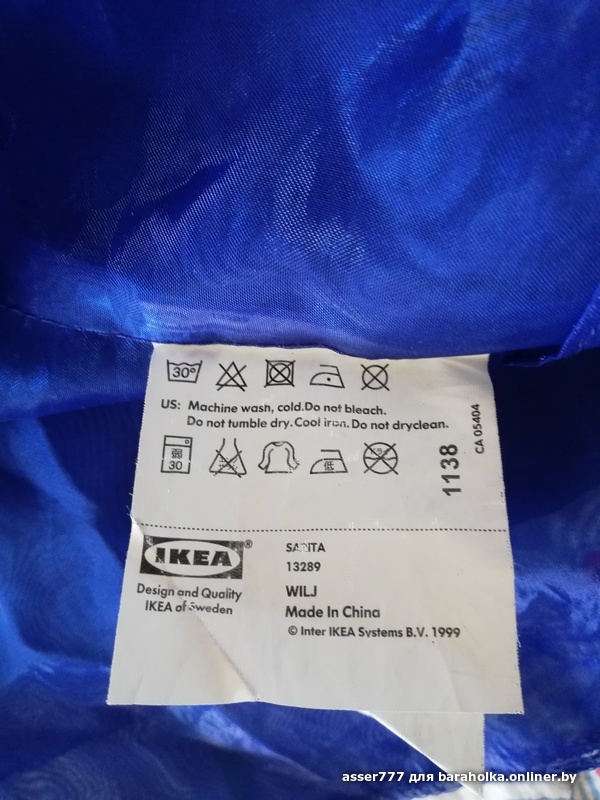 30°
US: Machine wash, cold. Do not bleach.
Do not tumble dry. Cool iron. Do not dryclean.
弱
30
低
1138
CA 05404
IKEA®
Design and Quality
IKEA of Sweden
SARITA
13289
WILJ
Made In China
© Inter IKEA Systems B.V. 1999
asser777 для baraholka.onliner.by